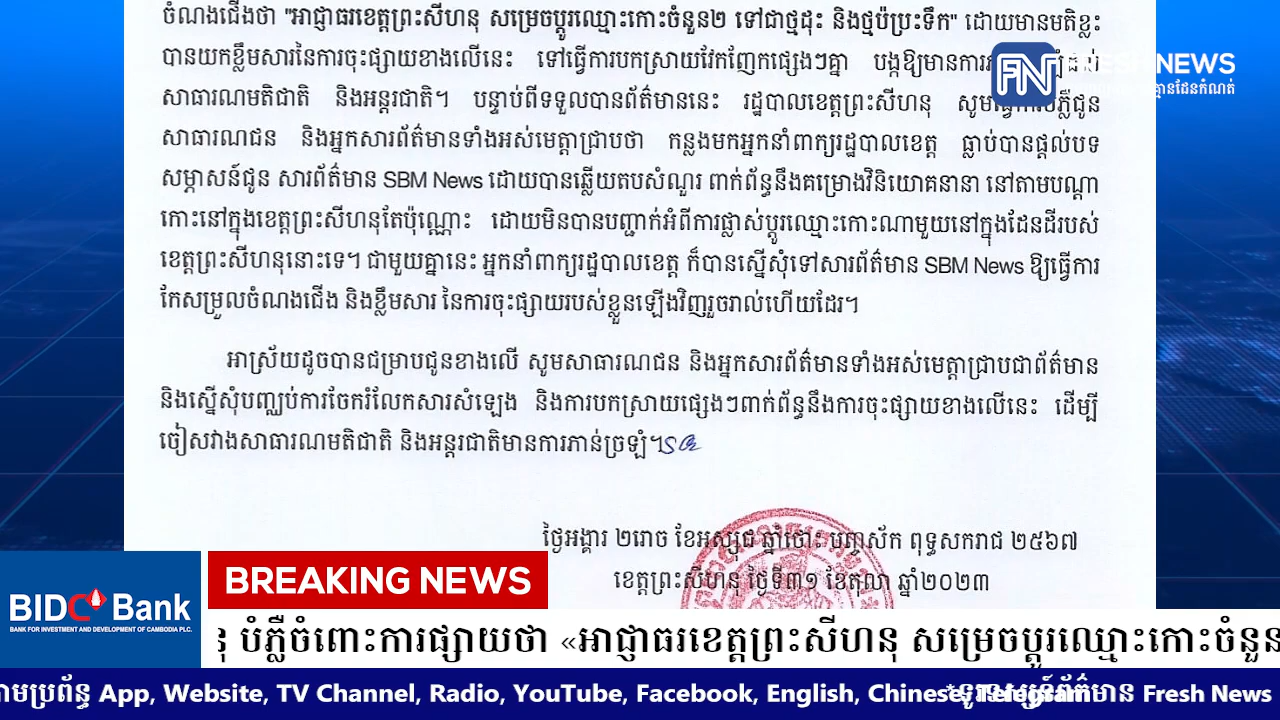 ចំណងជើងថា "អាជ្ញាធរខេត្តព្រះសីហនុ សម្រេចប្តូរឈ្មោះកោះចំនួន២ ទៅជាថ្មដុះ និងថ្មប៉ប្រះទឹក" ដោយមានមតិខ្លះ
បានយកខ្លឹមសារនៃការចុះផ្សាយខាងលើនេះ ទៅធ្វើការបកស្រាយវែកញែកផ្សេងៗគ្នា បង្កឱ្យមានការ
FN FRESH NEWS
គ្មានដែនកំណត់
សាធារណមតិជាតិ និងអន្តរជាតិ។ បន្ទាប់ពីទទួលបានព័ត៌មាននេះ រដ្ឋបាលខេត្តព្រះសីហនុ សូមធ្វើការបំភ្លឺជូន
សាធារណជន និងអ្នកសារព័ត៌មានទាំងអស់មេត្តាជ្រាបថា កន្លងមកអ្នកនាំពាក្យរដ្ឋបាលខេត្ត ធ្លាប់បានផ្តល់បទ
សម្ភាសន៍ជូន សារព័ត៌មាន SBM News ដោយបានឆ្លើយតបសំណួរ ពាក់ព័ន្ធនឹងគម្រោងវិនិយោគនានា នៅតាមបណ្តា
កោះនៅក្នុងខេត្តព្រះសីហនុតែប៉ុណ្ណោះ ដោយមិនបានបញ្ជាក់អំពីការផ្លាស់ប្តូរឈ្មោះកោះណាមួយនៅក្នុងដែនដីរបស់
ខេត្តព្រះសីហនុនោះទេ។ ជាមួយគ្នានេះ អ្នកនាំពាក្យរដ្ឋបាលខេត្ត ក៏បានស្នើសុំទៅសារព័ត៌មាន SBM News ឱ្យធ្វើការ
កែសម្រួលចំណងជើង និងខ្លឹមសារ នៃការចុះផ្សាយរបស់ខ្លួនឡើងវិញរួចរាល់ហើយដែរ។
អាស្រ័យដូចបានជម្រាបជូនខាងលើ សូមសាធារណជន និងអ្នកសារព័ត៌មានទាំងអស់មេត្តាជ្រាបជាព័ត៌មាន
និងស្នើសុំបញ្ឈប់ការចែករំលែកសារសំឡេង និងការបកស្រាយផ្សេងៗពាក់ព័ន្ធនឹងការចុះផ្សាយខាងលើនេះ ដើម្បី
ចៀសវាងសាធារណមតិជាតិ និងអន្តរជាតិមានការភាន់ច្រឡំ។
ថ្ងៃអង្គារ ២រោច ខែអស្សុជ ឆ្នាំថោះ បញ្ចស័ក ពុទ្ធសករាជ ២៥៦៧
ខេត្តព្រះសីហនុ ថ្ងៃទី៣១ ខែតុលា ឆ្នាំ២០២៣
BIDC Bank
BANK FOR INVESTMENT AND DEVELOPMENT OF CAMBODIA PLC.
BREAKING NEWS
បំភ្លឺចំពោះការផ្សាយថា «អាជ្ញាធរខេត្តព្រះសីហនុ សម្រេចប្តូរឈ្មោះកោះចំនួន
តាមប្រព័ន្ធ App, Website, TV Channel, Radio, YouTube, Facebook, English, Chinese, Telegram Fresh News